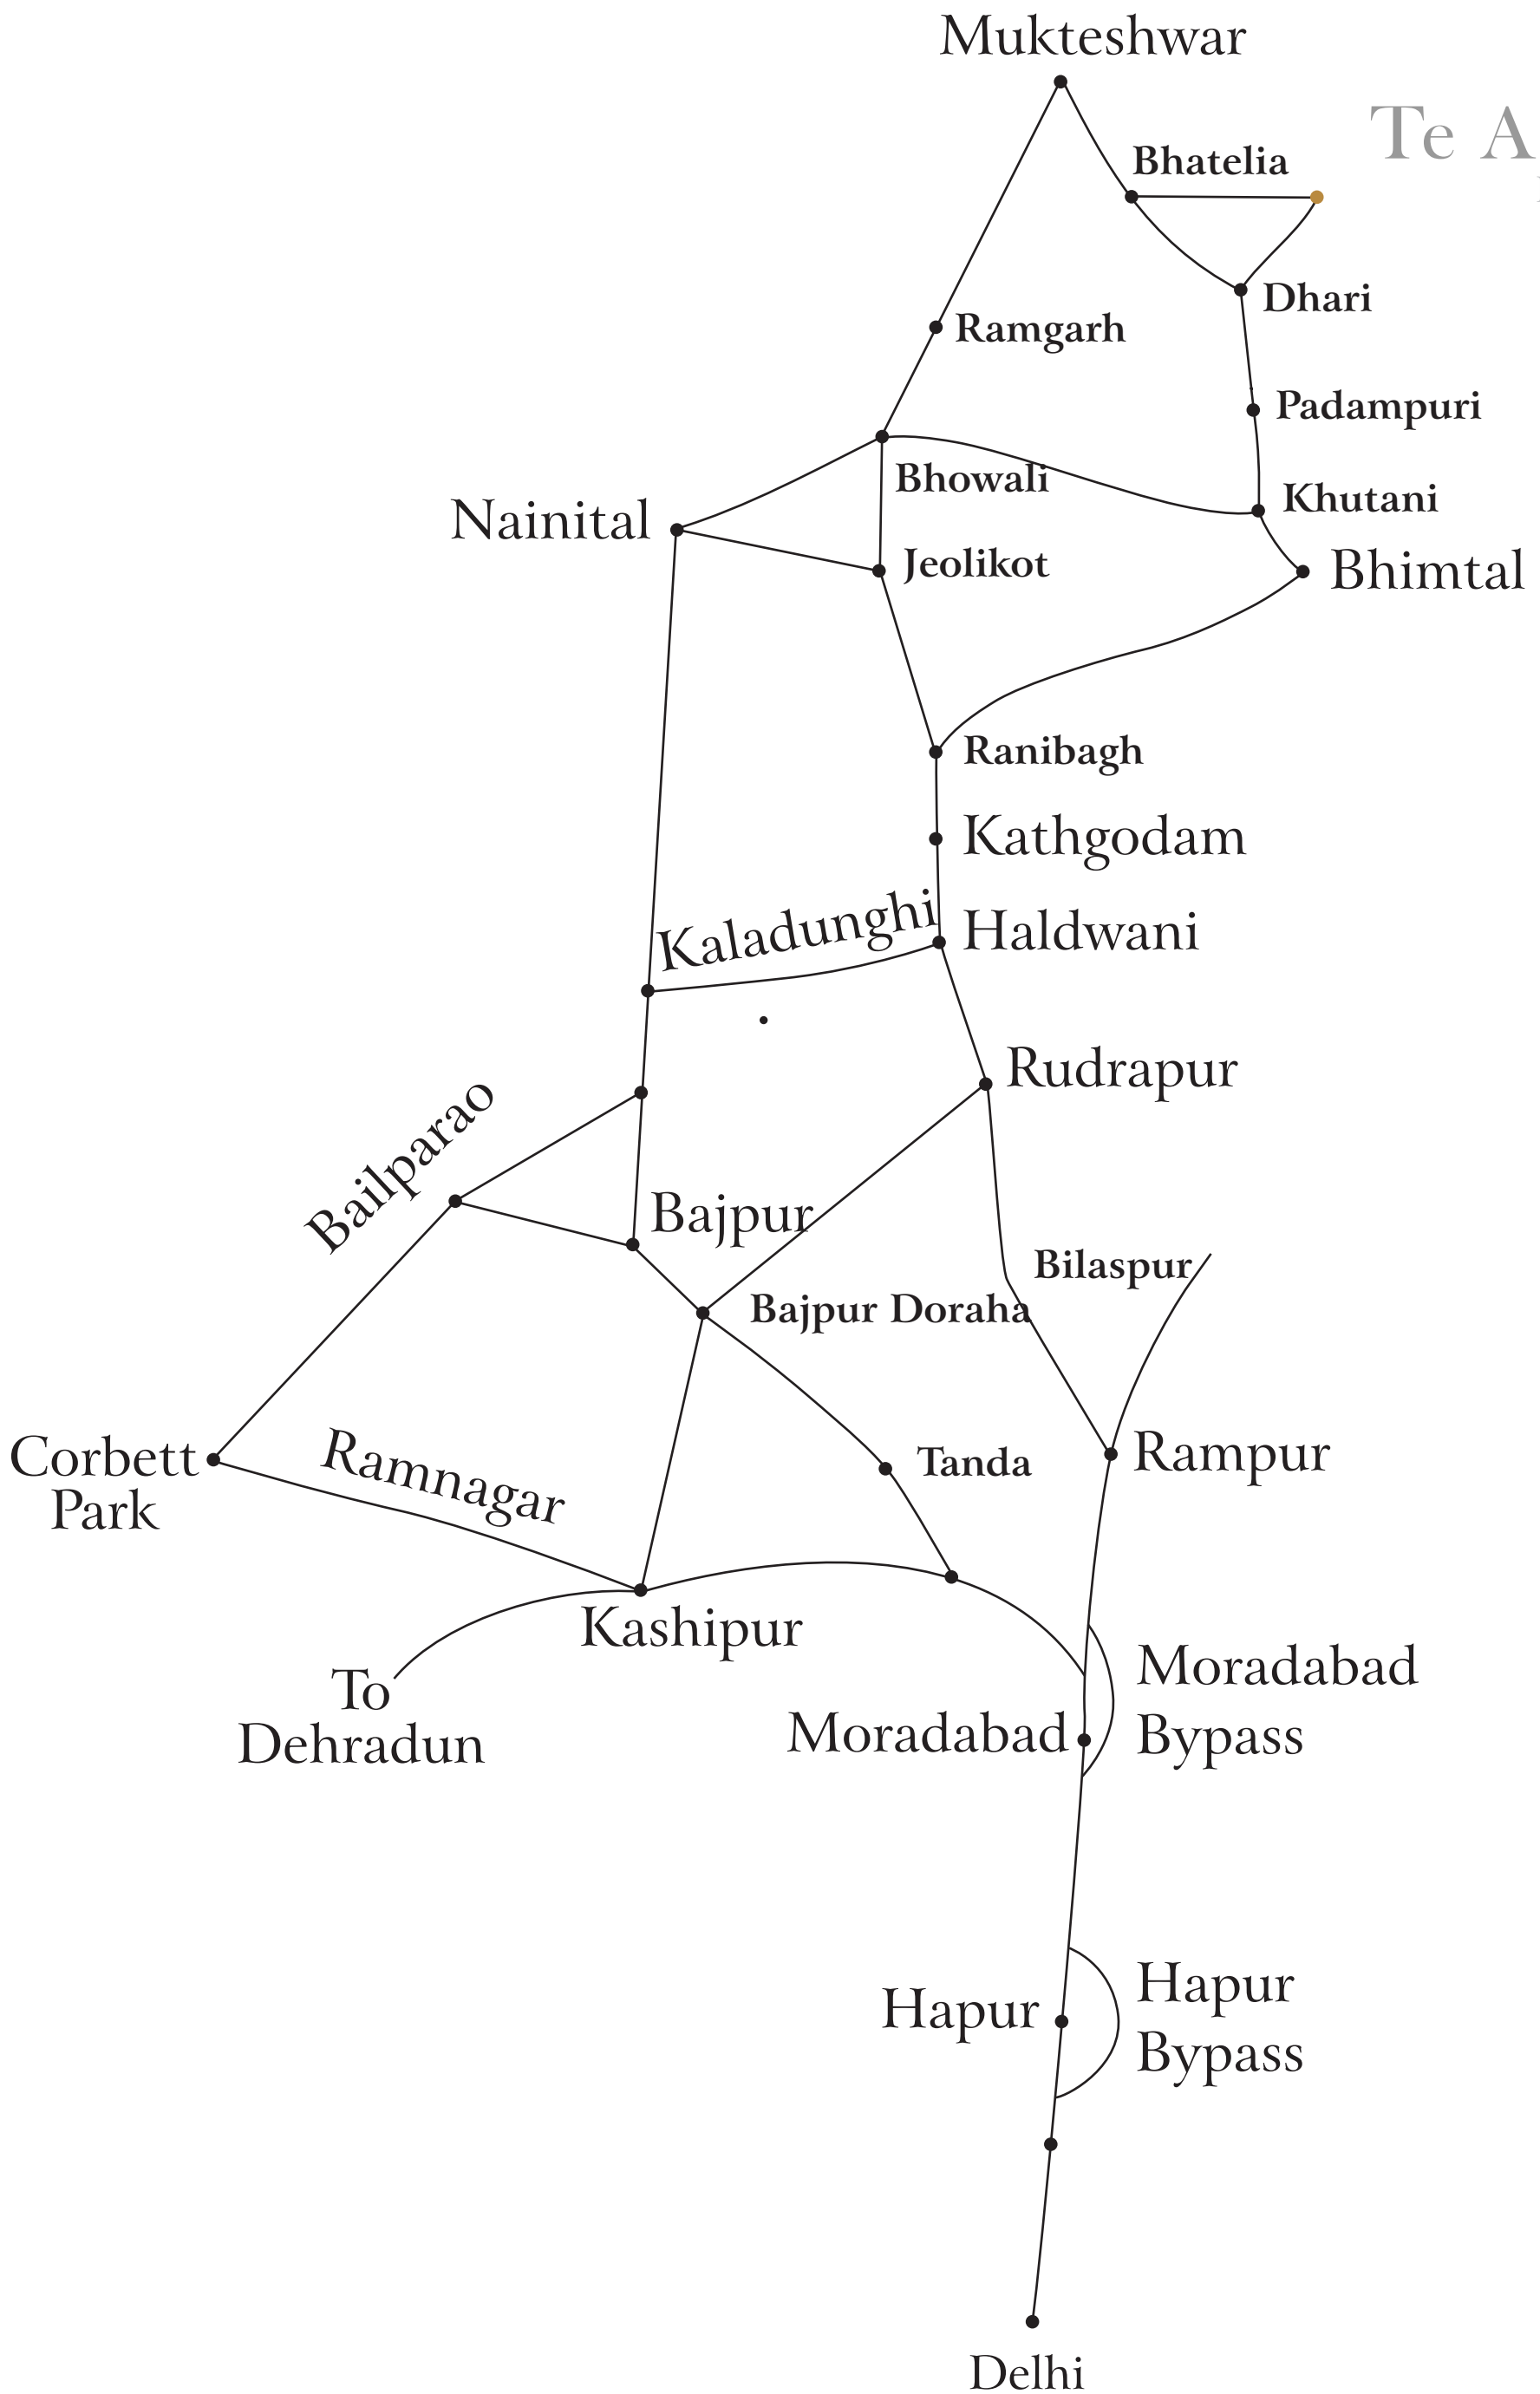 Mukteshwar
Te A
Bhatelia
Dhari
Ramgarh
Padampuri
Bhowali
Khutani
Nainital
Jeolikot
Bhimtal
Ranibagh
Kathgodam
Kaladunghi
Haldwani
Rudrapur
Bailparao
Bajpur
Bilaspur
Bajpur Doraha
Corbett
Park
Ramnagar
Tanda
Rampur
Kashipur
To
Dehradun
Moradabad
Moradabad
Bypass
Hapur
Hapur
Bypass
Delhi